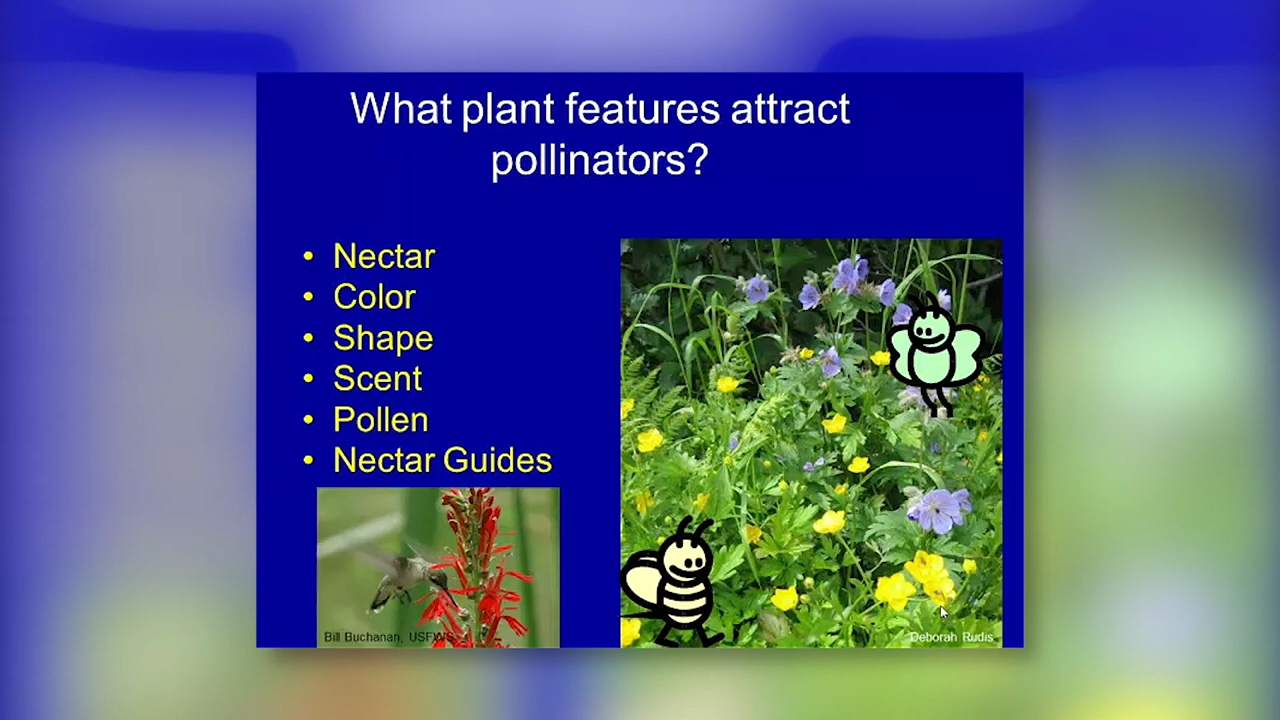 What plant features attract
pollinators?
• Nectar
• Color
• Shape
• Scent
• Pollen
• Nectar Guides
Bill Buchanan, USFWS
Deborah Rudis